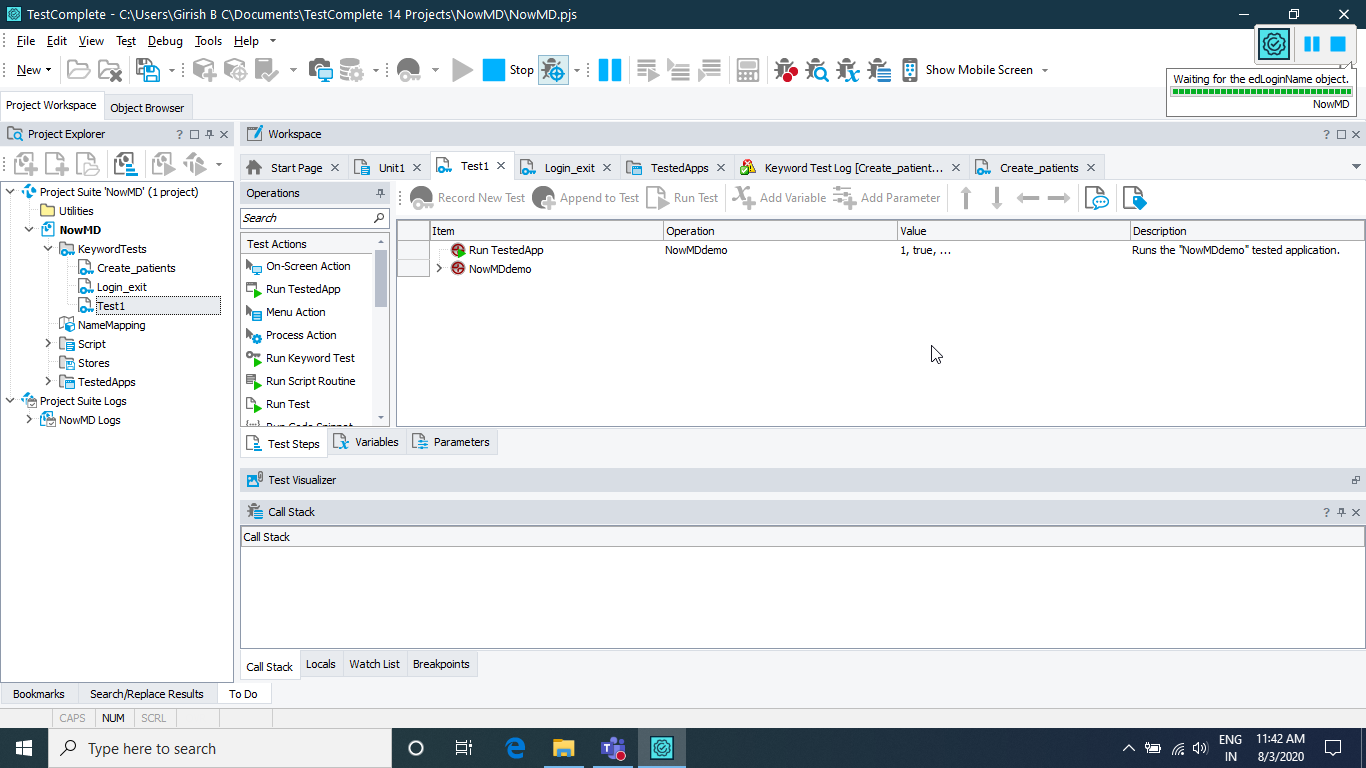 TestComplete - C:\Users\Girish B C\Documents\TestComplete 14 Projects\NowMD\NowMD.pjs
File Edit View Test Debug Tools Help
New Stop Show Mobile Screen
Waiting for the edLoginName object.
NowMD
Project Workspace Object Browser
Project Explorer ?
Workspace ?
Start Page Unit1 Test1 Login_exit TestedApps Keyword Test Log [Create_patient... Create_patients
Project Suite 'NowMD' (1 project)
Utilities
NowMD
KeywordTests
Create_patients
Login_exit
Test1
NameMapping
Script
Stores
TestedApps
Project Suite Logs
NowMD Logs
Operations
Search
Test Actions
On-Screen Action
Run TestedApp
Menu Action
Process Action
Run Keyword Test
Run Script Routine
Run Test
Run Code Snippet
Record New Test Append to Test Run Test Add Variable Add Parameter
Item Operation Value Description
Run TestedApp NowMDdemo 1, true, ... Runs the "NowMDdemo" tested application.
NowMDdemo
Test Steps Variables Parameters
Test Visualizer
Call Stack ?
Call Stack
Call Stack Locals Watch List Breakpoints
Bookmarks Search/Replace Results To Do
CAPS NUM SCRL
Type here to search
ENG
IN
11:42 AM
8/3/2020